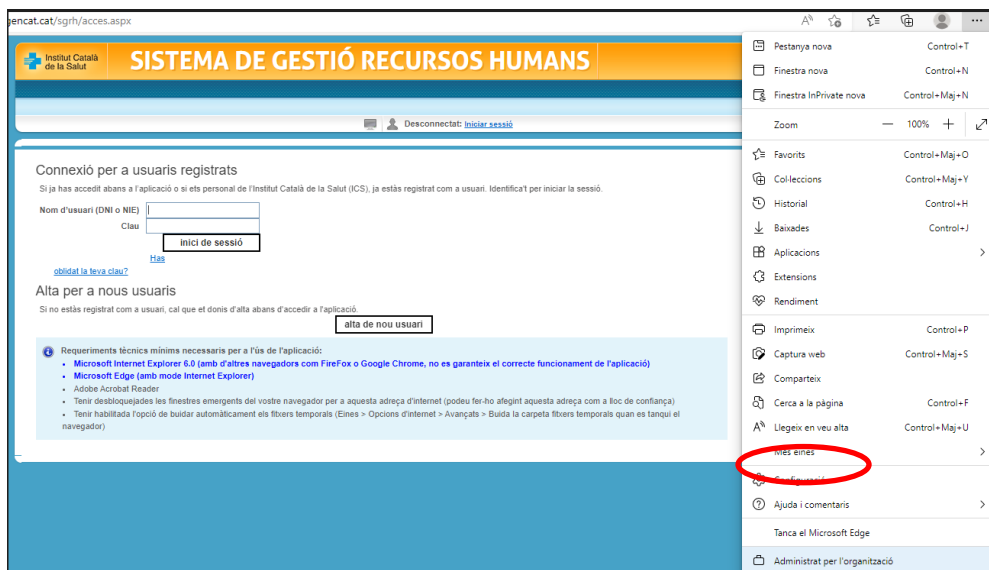 gencat.cat/sgrh/acces.aspx
Institut Català
de la Salut
SISTEMA DE GESTIÓ RECURSOS HUMANS
Desconnectat: Iniciar sessió
Connexió per a usuaris registrats
Si ja has accedit abans a l'aplicació o si ets personal de l'Institut Català de la Salut (ICS), ja estàs registrat com a usuari. Identifica't per iniciar la sessió.
Nom d'usuari (DNI o NIE)
Clau
inici de sessió
Has
oblidat la teva clau?
Alta per a nous usuaris
Si no estàs registrat com a usuari, cal que et donis d'alta abans d'accedir a l'aplicació.
alta de nou usuari
Requeriments tècnics mínims necessaris per a l'ús de l'aplicació:
• Microsoft Internet Explorer 6.0 (amb d'altres navegadors com FireFox o Google Chrome, no es garanteix el correcte funcionament de l'aplicació)
• Microsoft Edge (amb mode Internet Explorer)
• Adobe Acrobat Reader
• Tenir desbloquejades les finestres emergents del vostre navegador per a aquesta adreça d'internet (podeu fer-ho afegint aquesta adreça com a lloc de confiança)
• Tenir habilitada l'opció de buidar automàticament els fitxers temporals (Eines > Opcions d'internet > Avançats > Buida la carpeta fitxers temporals quan es tanqui el
navegador)
Pestanya nova Control+T
Finestra nova Control+N
Finestra InPrivate nova Control+Maj+N
Zoom — 100% +
Favorits Control+Maj+O
Col·leccions Control+Maj+Y
Historial Control+H
Baixades Control+J
Aplicacions
Extensions
Rendiment
Imprimeix Control+P
Captura web Control+Maj+S
Comparteix
Cerca a la pàgina Control+F
Llegeix en veu alta Control+Maj+U
Més eines
Configuració
Ajuda i comentaris
Tanca el Microsoft Edge
Administrat per l'organització